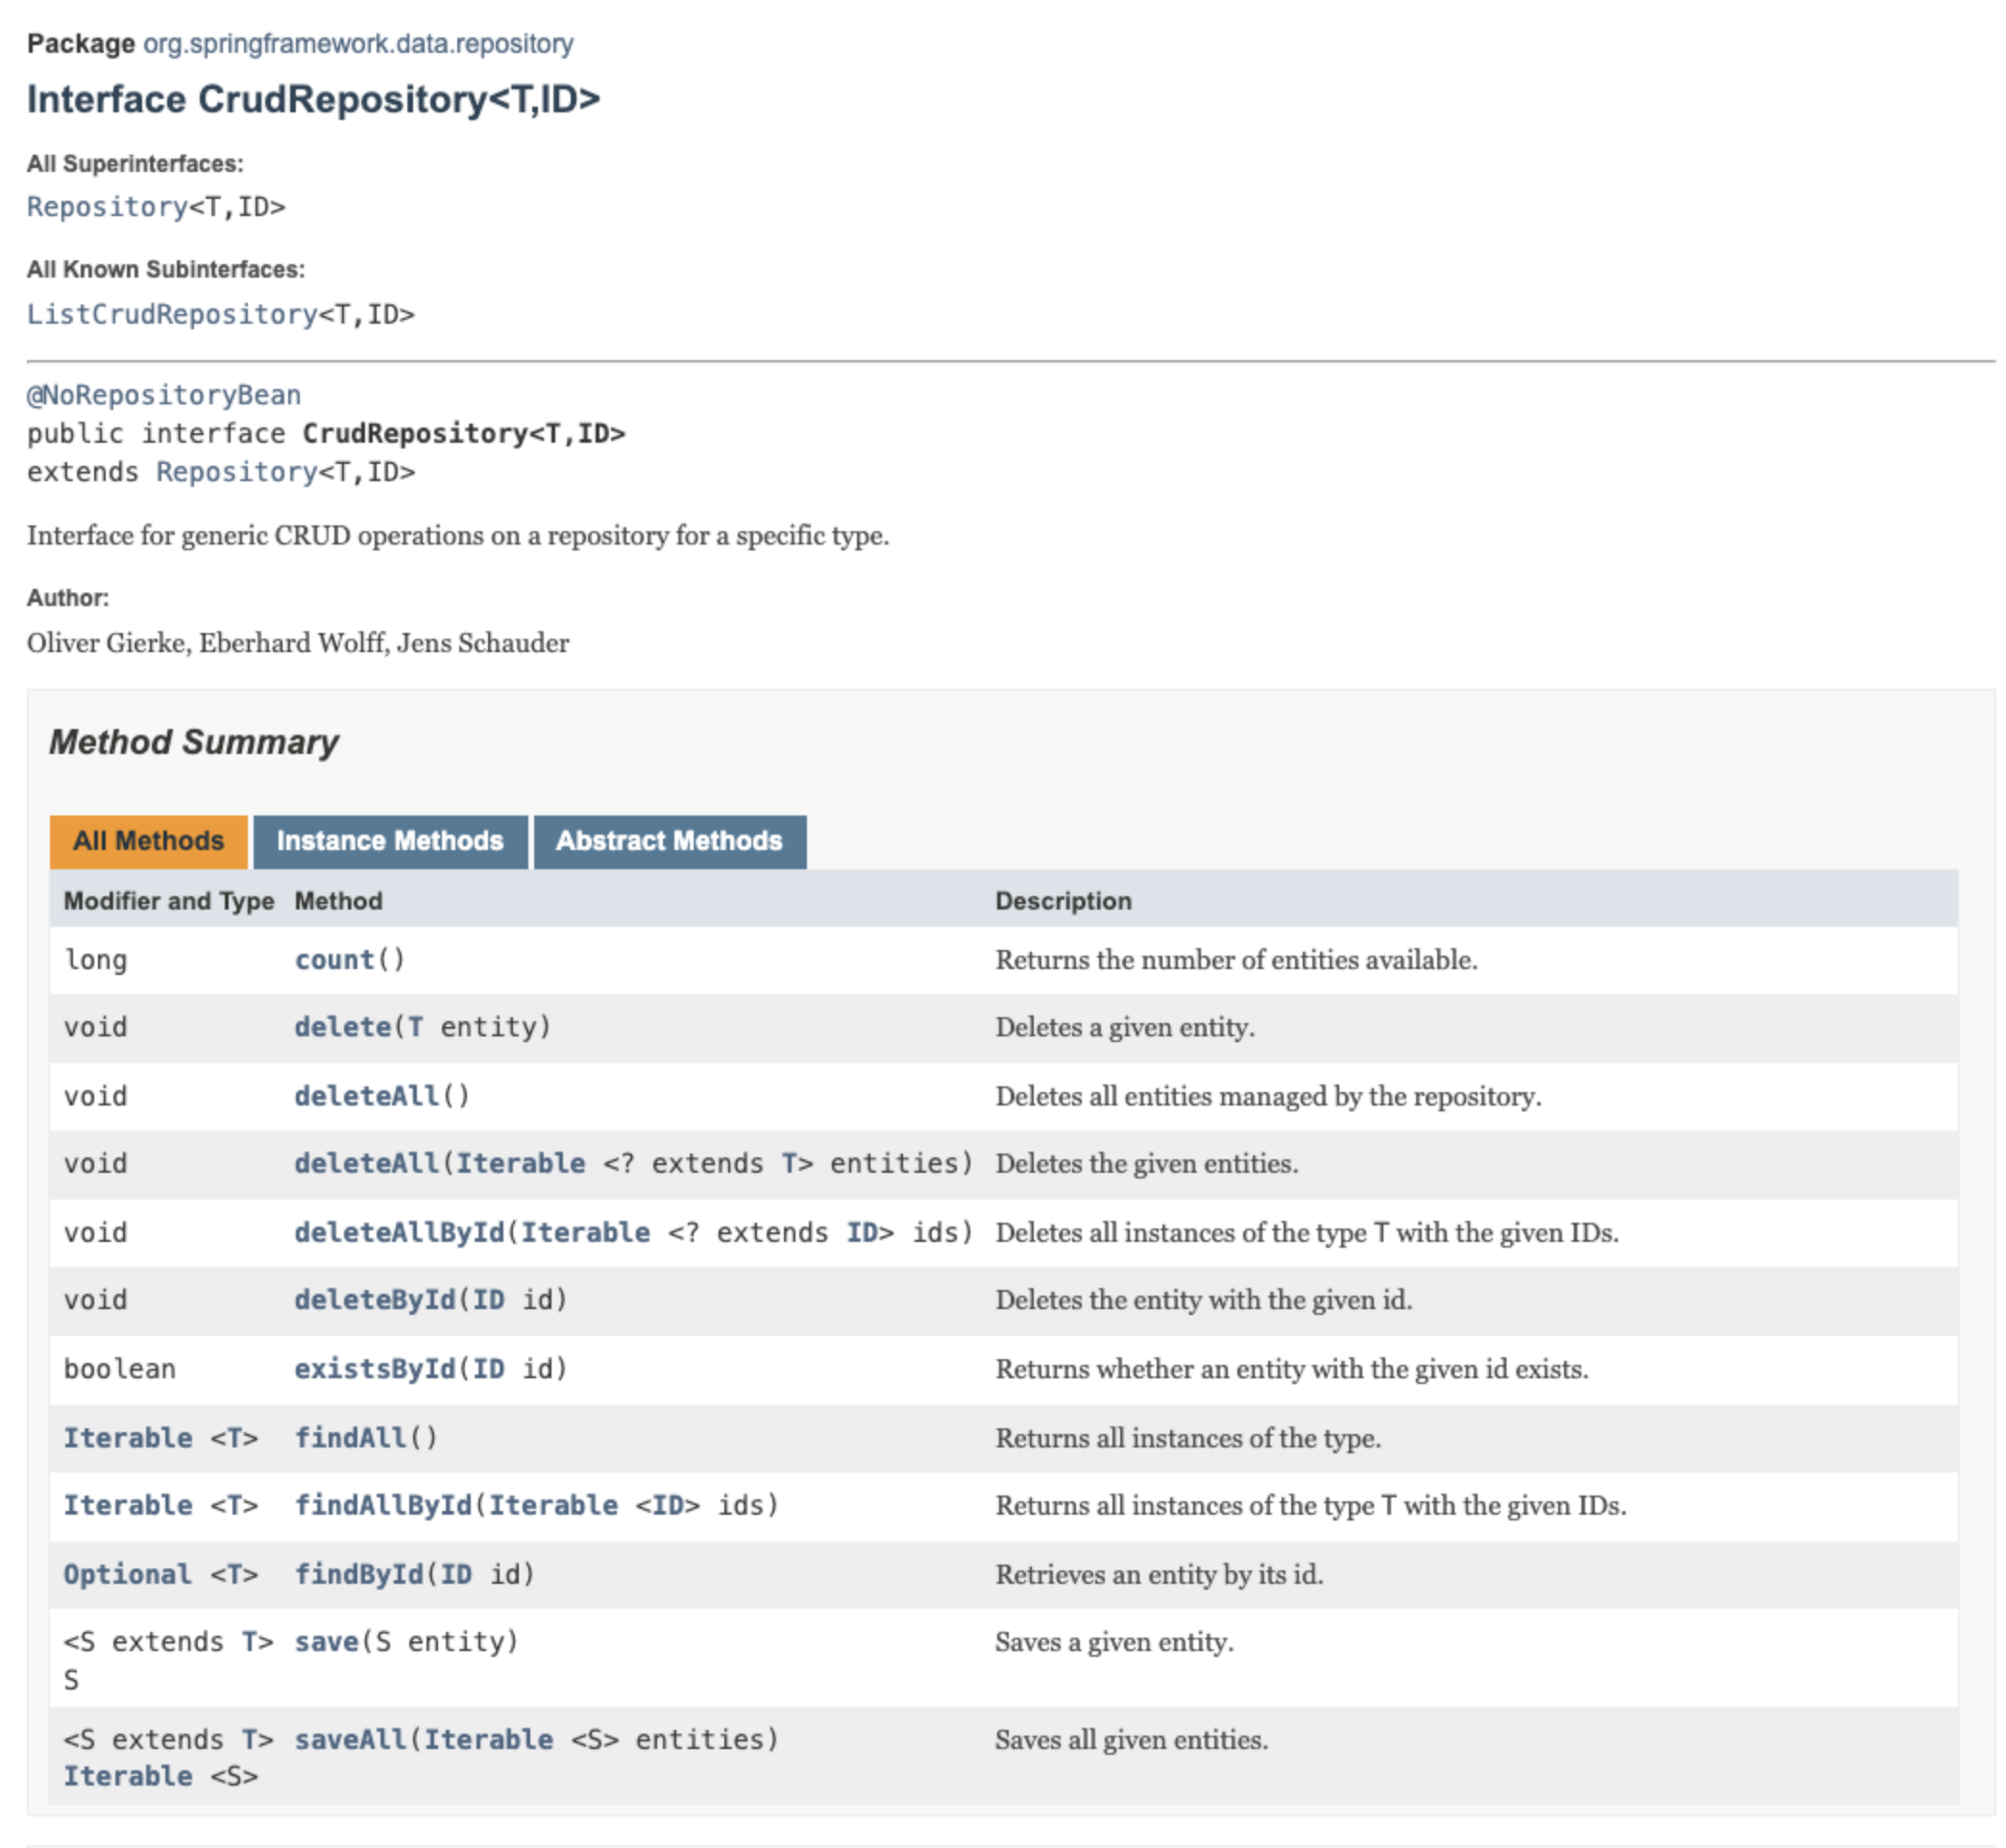 Package org.springframework.data.repository
Interface CrudRepository<T,ID>
All Superinterfaces:
Repository<T,ID>
All Known Subinterfaces:
ListCrudRepository<T,ID>
@NoRepositoryBean
public interface CrudRepository<T,ID>
extends Repository<T,ID>
Interface for generic CRUD operations on a repository for a specific type.
Author:
Oliver Gierke, Eberhard Wolff, Jens Schauder
Method Summary
All Methods Instance Methods Abstract Methods
Modifier and Type Method Description
long count() Returns the number of entities available.
void delete(T entity) Deletes a given entity.
void deleteAll() Deletes all entities managed by the repository.
void deleteAll(Iterable <? extends T> entities) Deletes the given entities.
void deleteAllById(Iterable <? extends ID> ids) Deletes all instances of the type T with the given IDs.
void deleteById(ID id) Deletes the entity with the given id.
boolean existsById(ID id) Returns whether an entity with the given id exists.
Iterable <T> findAll() Returns all instances of the type.
Iterable <T> findAllById(Iterable <ID> ids) Returns all instances of the type T with the given IDs.
Optional <T> findById(ID id) Retrieves an entity by its id.
<S extends T> save(S entity) Saves a given entity.
S
<S extends T> saveAll(Iterable <S> entities) Saves all given entities.
Iterable <S>